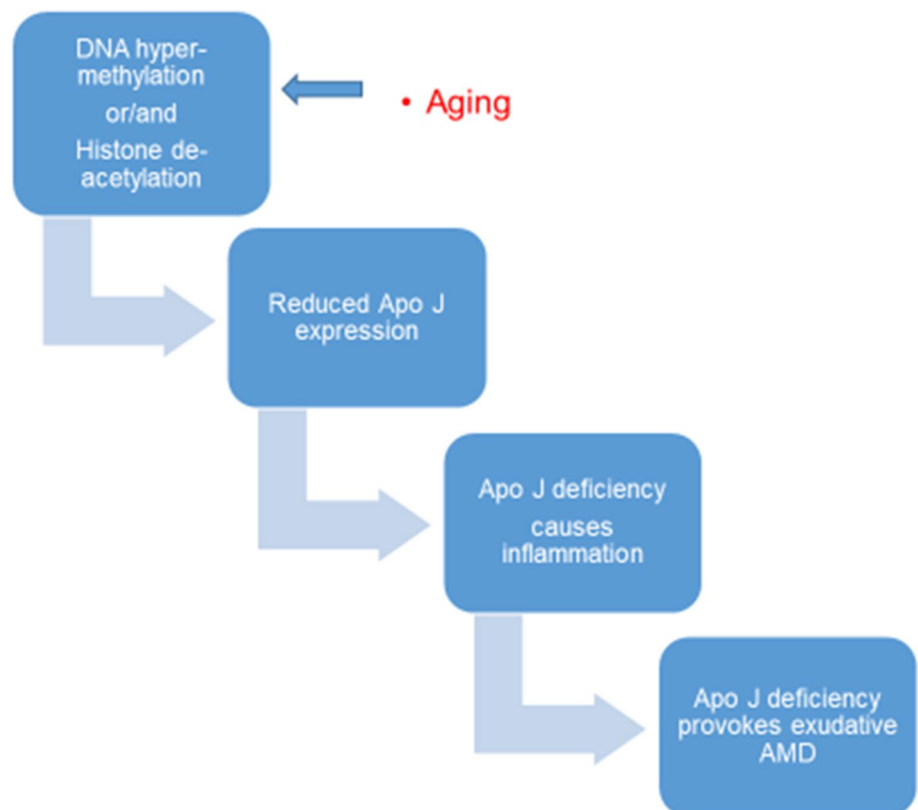 DNA hyper-
methylation
or/and
Histone de-
acetylation
• Aging
Reduced Apo J
expression
Apo J deficiency
causes
inflammation
Apo J deficiency
provokes exudative
AMD